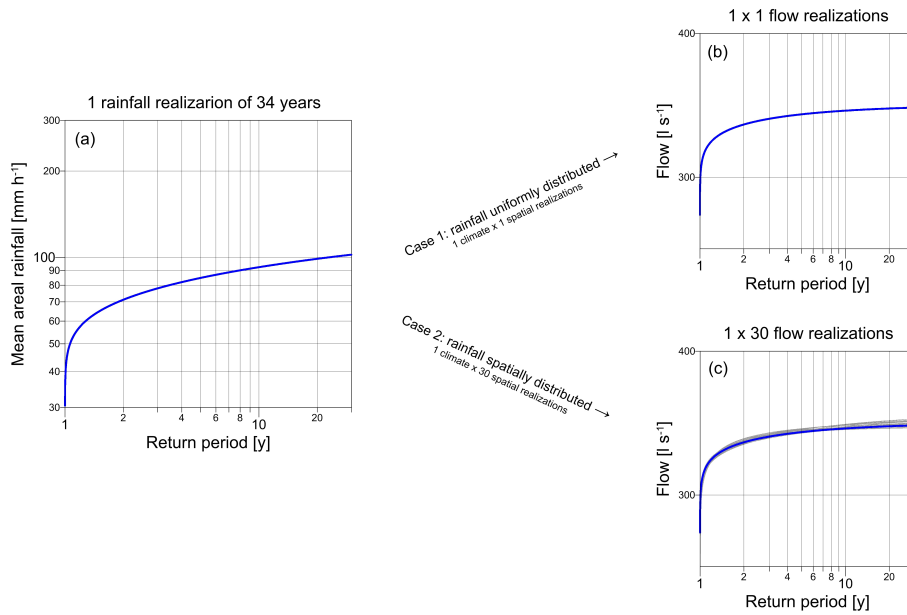 1 rainfall realizarion of 34 years
(a)
Mean areal rainfall [mm h⁻¹]
300
200
100
90
80
70
60
50
40
30
1 2 4 6 8 10 20
Return period [y]
Case 1: rainfall uniformly distributed →
1 climate x 1 spatial realizations
Case 2: rainfall spatially distributed →
1 climate x 30 spatial realizations
1 x 1 flow realizations
(b)
Flow [l s⁻¹]
400
300
1 2 4 6 8 10 20
Return period [y]
1 x 30 flow realizations
(c)
Flow [l s⁻¹]
400
300
1 2 4 6 8 10 20
Return period [y]